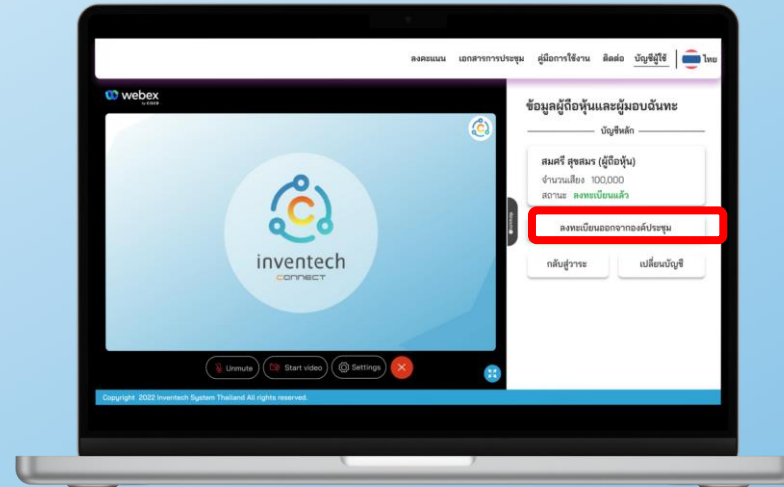 ลงคะแนน เอกสารการประชุม คู่มือการใช้งาน ติดต่อ บัญชีผู้ใช้ ไทย
webex
by CISCO
ข้อมูลผู้ถือหุ้นและผู้มอบฉันทะ
บัญชีหลัก
สมศรี สุขสมร (ผู้ถือหุ้น)
จำนวนเสียง 100,000
สถานะ ลงทะเบียนแล้ว
ลงทะเบียนออกจากองค์ประชุม
กลับสู่วาระ เปลี่ยนบัญชี
inventech
CONNECT
Unmute Start video Settings
Copyright 2022 Inventech System Thailand All rights reserved.